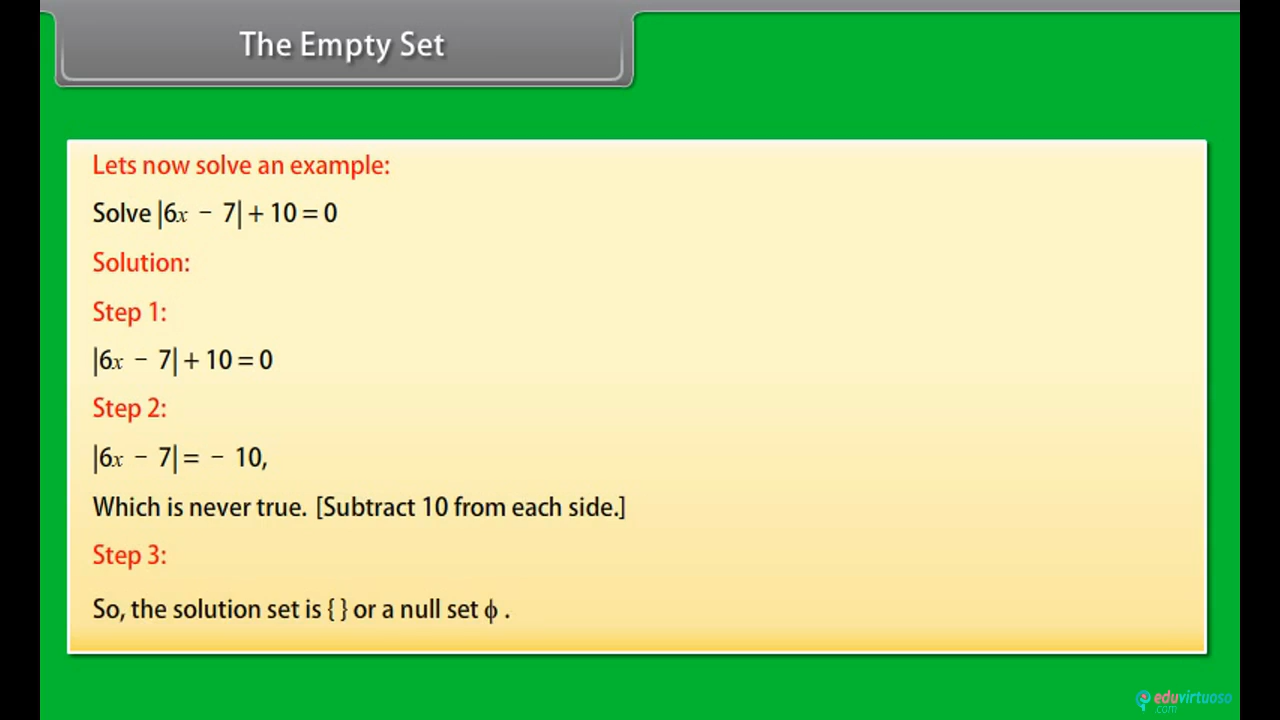 The Empty Set
Lets now solve an example:
Solve |6x − 7| + 10 = 0
Solution:
Step 1:
|6x − 7| + 10 = 0
Step 2:
|6x − 7| = − 10,
Which is never true. [Subtract 10 from each side.]
Step 3:
So, the solution set is { } or a null set ϕ .
eduvirtuoso
.com